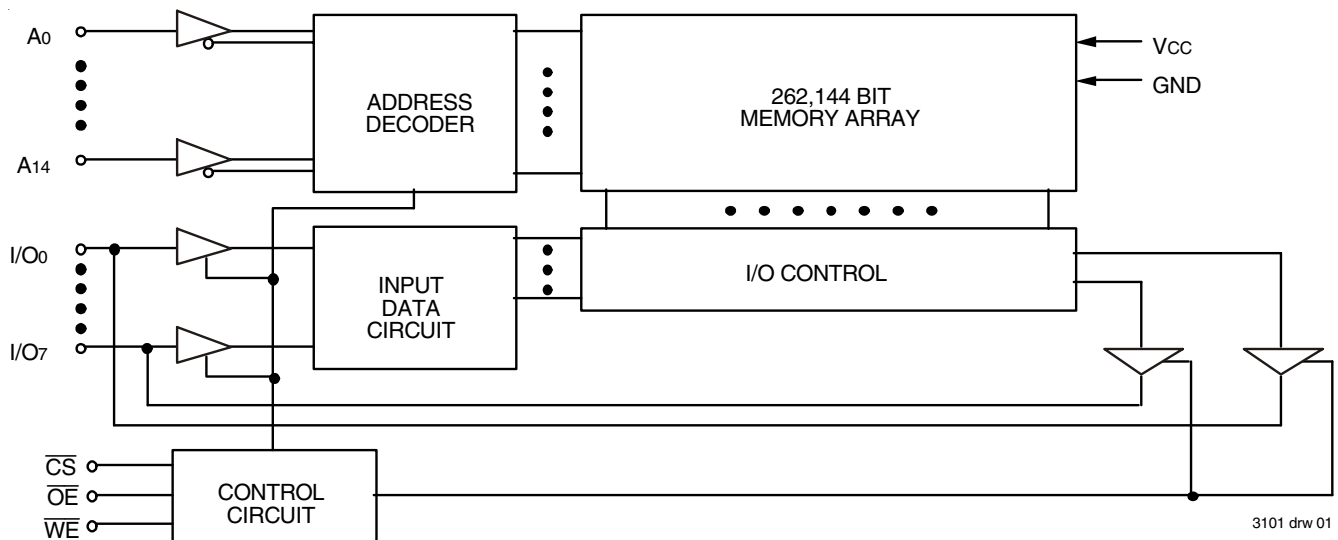 A0
A14
ADDRESS
DECODER
262,144 BIT
MEMORY ARRAY
VCC
GND
I/O0
I/O7
INPUT
DATA
CIRCUIT
I/O CONTROL
CS
OE
WE
CONTROL
CIRCUIT
3101 drw 01